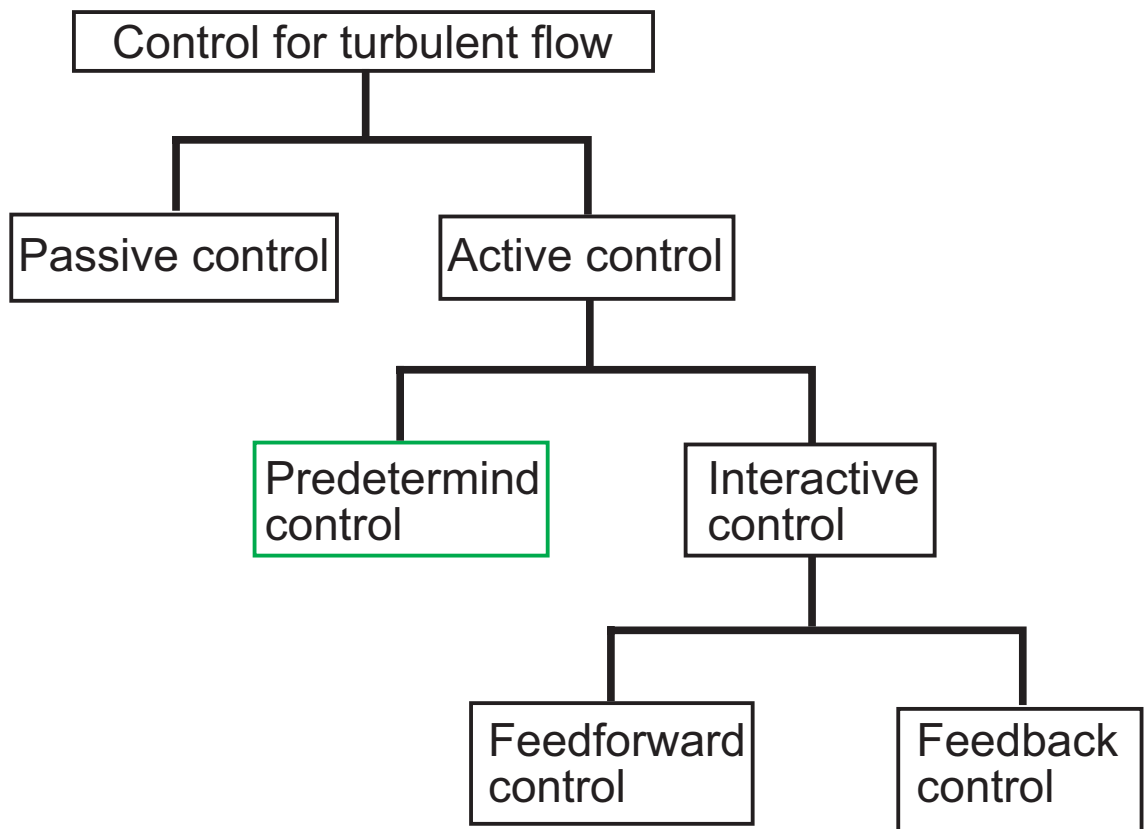 Control for turbulent flow
Passive control
Active control
Predetermind
control
Interactive
control
Feedforward
control
Feedback
control